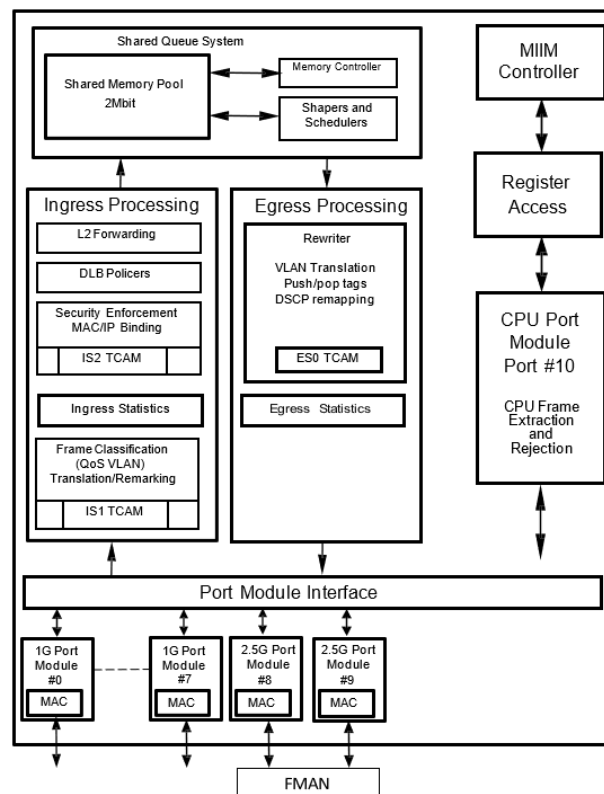 Shared Queue System
Shared Memory Pool
2Mbit
Memory Controller
Shapers and
Schedulers
MIIM
Controller
Register
Access
CPU Port
Module
Port #10
CPU Frame
Extraction
and
Rejection
Ingress Processing
L2 Forwarding
DLB Policers
Security Enforcement
MAC/IP Binding
IS2 TCAM
Ingress Statistics
Frame Classification
(QoS VLAN)
Translation/Remarking
IS1 TCAM
Egress Processing
Rewriter
VLAN Translation
Push/pop tags
DSCP remapping
ES0 TCAM
Egress Statistics
Port Module Interface
1G Port
Module
#0
MAC
1G Port
Module
#7
MAC
2.5G Port
Module
#8
MAC
2.5G Port
Module
#9
MAC
FMAN